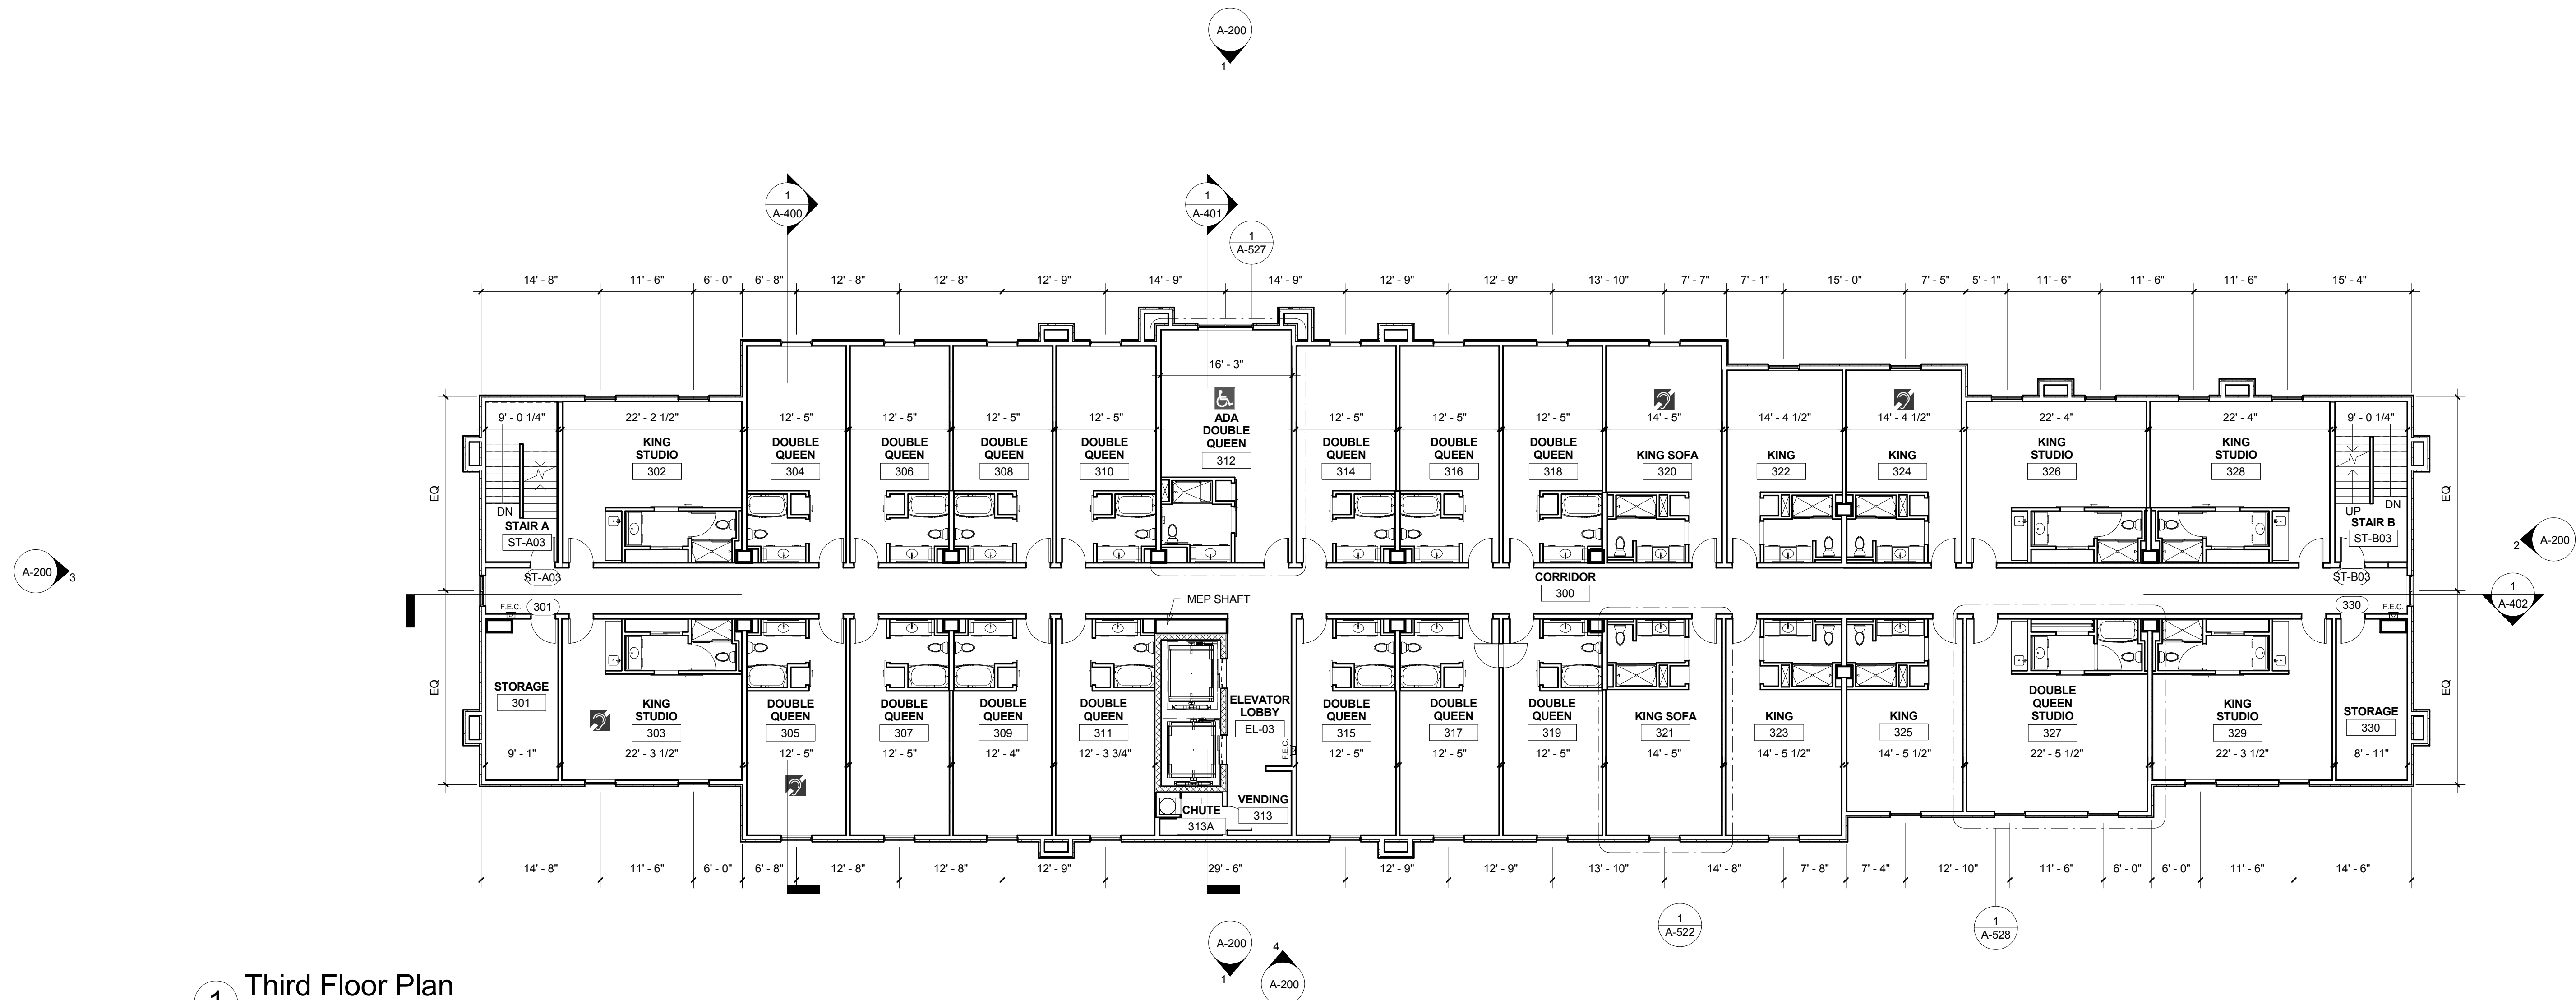 A-200
1
1
A-400
1
A-401
1
A-527
14' - 8"
11' - 6"
6' - 0"
6' - 8"
12' - 8"
12' - 8"
12' - 9"
14' - 9"
14' - 9"
12' - 9"
12' - 9"
13' - 10"
7' - 7"
7' - 1"
15' - 0"
7' - 5"
5' - 1"
11' - 6"
11' - 6"
11' - 6"
15' - 4"
16' - 3"
9' - 0 1/4"
22' - 2 1/2"
12' - 5"
12' - 5"
12' - 5"
12' - 5"
12' - 5"
12' - 5"
12' - 5"
14' - 5"
14' - 4 1/2"
14' - 4 1/2"
22' - 4"
22' - 4"
9' - 0 1/4"
EQ
DN
STAIR A
ST-A03
KING
STUDIO
302
DOUBLE
QUEEN
304
DOUBLE
QUEEN
306
DOUBLE
QUEEN
308
DOUBLE
QUEEN
310
ADA
DOUBLE
QUEEN
312
DOUBLE
QUEEN
314
DOUBLE
QUEEN
316
DOUBLE
QUEEN
318
KING SOFA
320
KING
322
KING
324
KING
STUDIO
326
KING
STUDIO
328
UP
DN
STAIR B
ST-B03
EQ
A-200
3
ST-A03
CORRIDOR
300
ST-B03
2
A-200
1
A-402
F.E.C.
301
MEP SHAFT
330
F.E.C.
EQ
STORAGE
301
9' - 1"
KING
STUDIO
303
22' - 3 1/2"
DOUBLE
QUEEN
305
12' - 5"
DOUBLE
QUEEN
307
12' - 5"
DOUBLE
QUEEN
309
12' - 4"
DOUBLE
QUEEN
311
12' - 3 3/4"
ELEVATOR
LOBBY
EL-03
F.E.C.
VENDING
313
CHUTE
313A
DOUBLE
QUEEN
315
12' - 5"
DOUBLE
QUEEN
317
12' - 5"
DOUBLE
QUEEN
319
12' - 5"
KING SOFA
321
14' - 5"
KING
323
14' - 5 1/2"
KING
325
14' - 5 1/2"
DOUBLE
QUEEN
STUDIO
327
22' - 5 1/2"
KING
STUDIO
329
22' - 3 1/2"
STORAGE
330
8' - 11"
EQ
14' - 8"
11' - 6"
6' - 0"
6' - 8"
12' - 8"
12' - 8"
12' - 9"
29' - 6"
12' - 9"
12' - 9"
13' - 10"
14' - 8"
7' - 8"
7' - 4"
12' - 10"
11' - 6"
6' - 0"
6' - 0"
11' - 6"
14' - 6"
1
A-522
1
A-528
A-200
1
4
A-200
1
Third Floor Plan